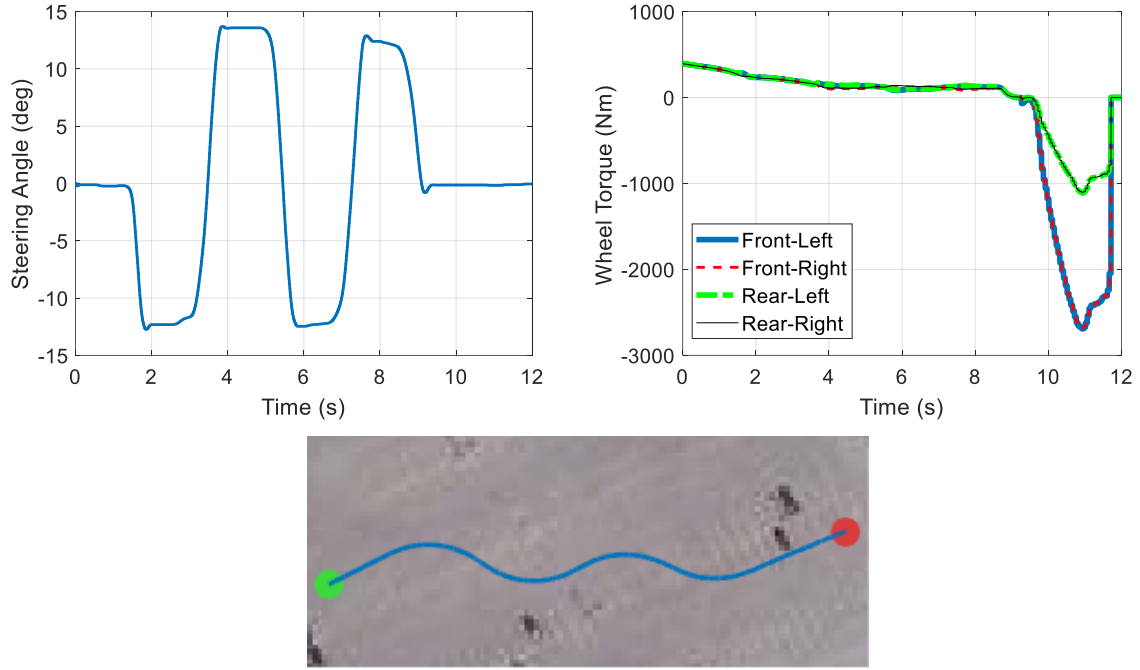 15
10
5
0
-5
-10
-15
Steering Angle (deg)
0 2 4 6 8 10 12
Time (s)
1000
0
-1000
-2000
-3000
Wheel Torque (Nm)
Front-Left
Front-Right
Rear-Left
Rear-Right
0 2 4 6 8 10 12
Time (s)